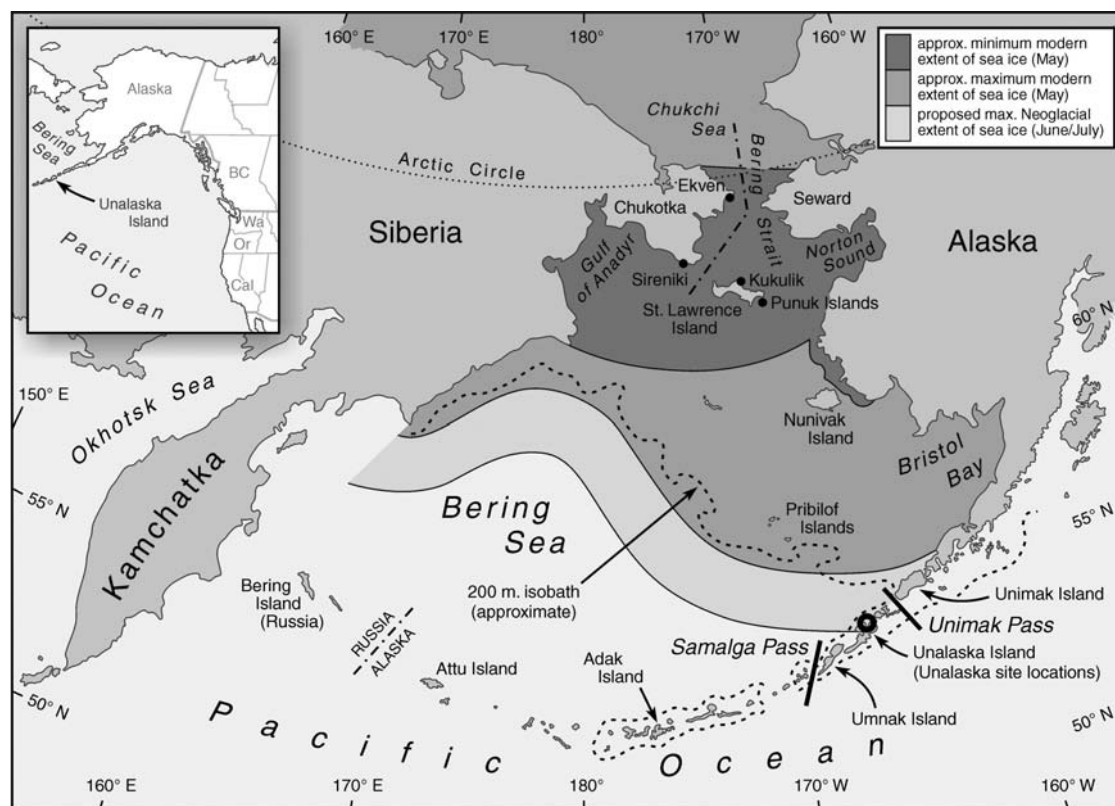 160° E
170° E
180°
170° W
160° W
Alaska
Bering
Sea
Unalaska
Island
Pacific
Ocean
BC
Wa
Or
Cal
approx. minimum modern
extent of sea ice (May)
approx. maximum modern
extent of sea ice (May)
proposed max. Neoglacial
extent of sea ice (June/July)
Chukchi
Sea
Arctic Circle
Bering
Strait
Ekven
Chukotka
Seward
Siberia
Gulf
of Anadyr
Norton
Sound
Alaska
Sireniki
Kukulik
St. Lawrence
Island
Punuk Islands
60° N
150° E
Okhotsk Sea
Nunivak
Island
Bristol
Bay
55° N
Kamchatka
Bering
Sea
Pribilof
Islands
55° N
200 m. isobath
(approximate)
Bering
Island
(Russia)
RUSSIA
ALASKA
Unimak Island
Unimak Pass
Samalga Pass
Unalaska Island
(Unalaska site locations)
Attu Island
Adak
Island
Umnak Island
50° N
50° N
Pacific Ocean
160° E
170° E
180°
170° W
160° W